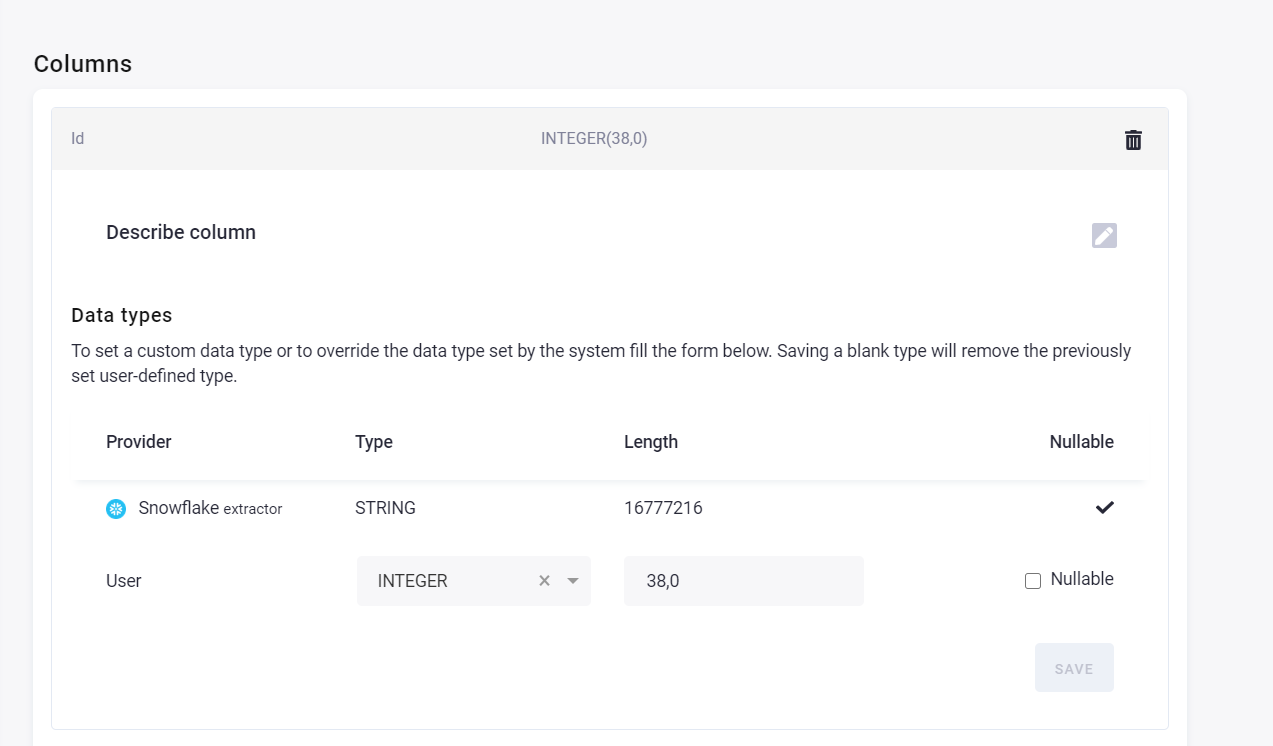 Columns
Id INTEGER(38,0)
Describe column
Data types
To set a custom data type or to override the data type set by the system fill the form below. Saving a blank type will remove the previously
set user-defined type.
Provider Type Length Nullable
Snowflake extractor STRING 16777216
User INTEGER 38,0 Nullable
SAVE